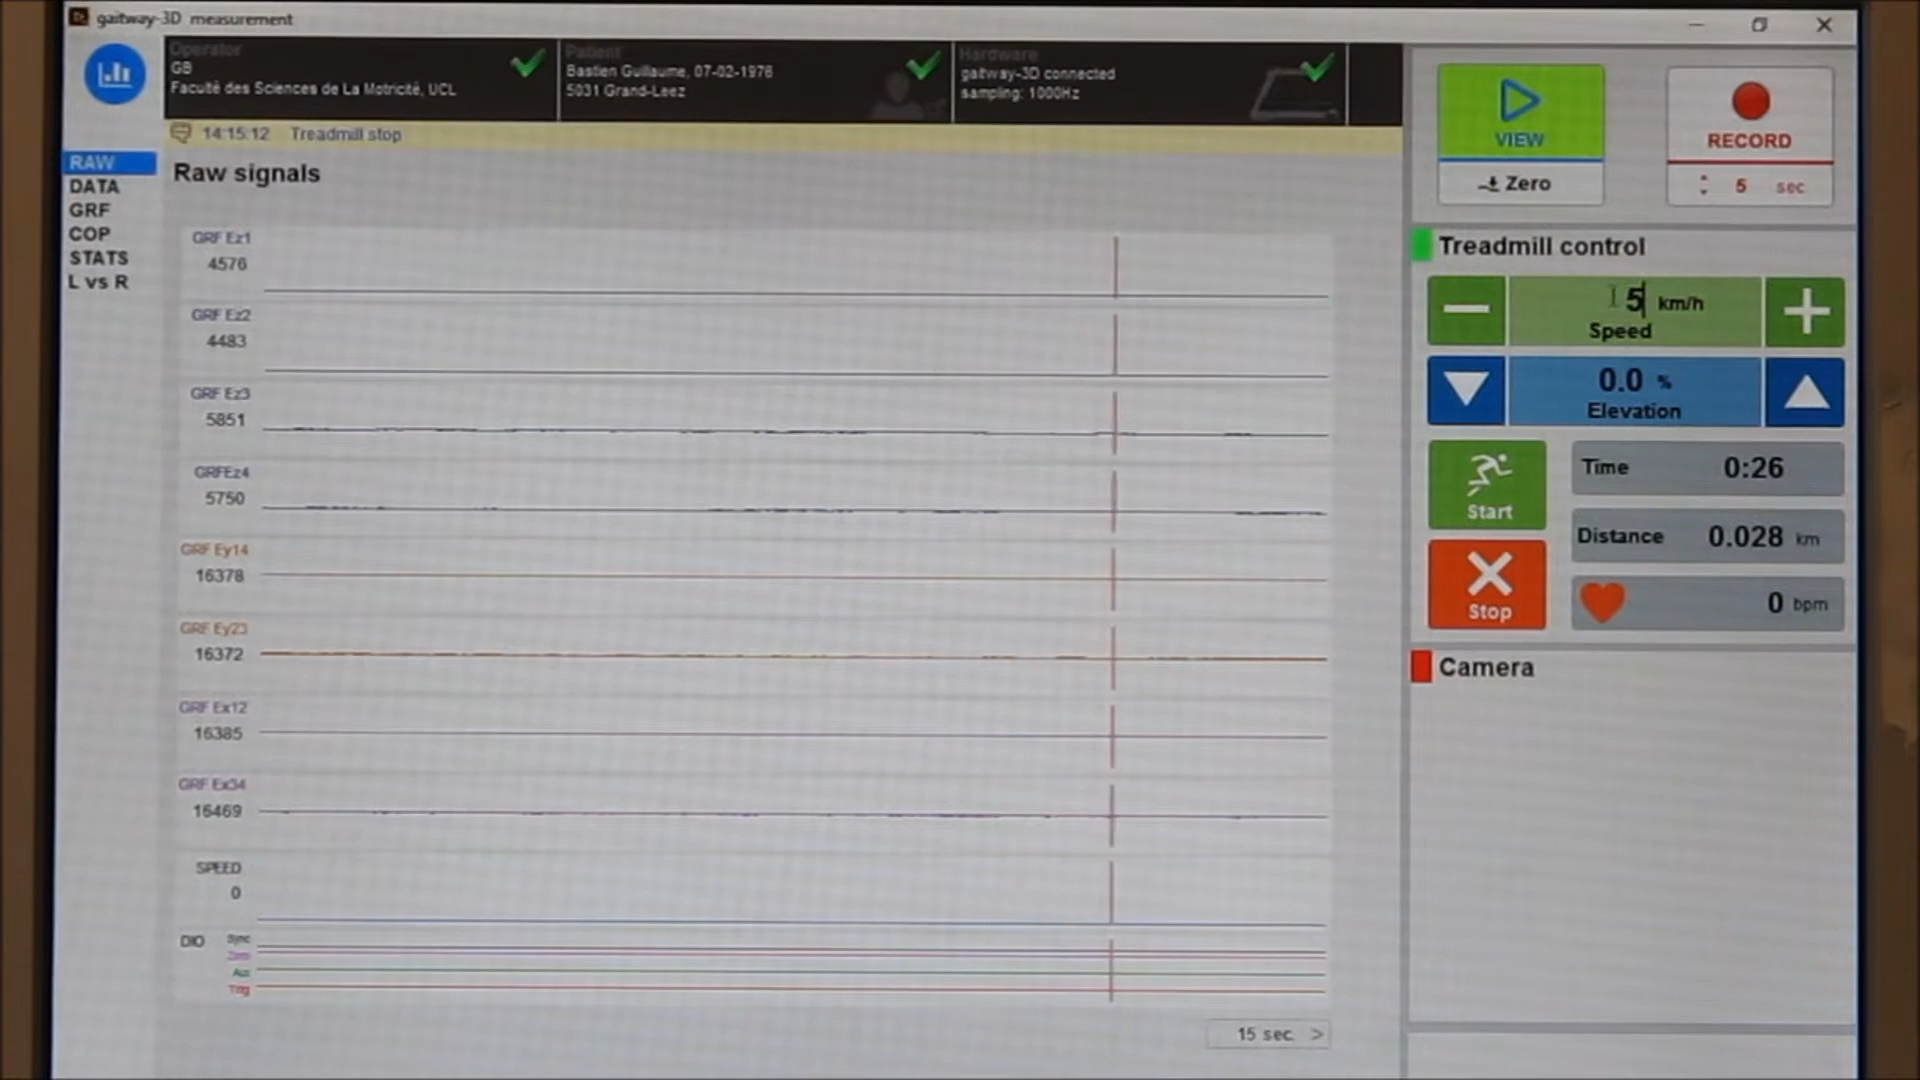 gaitway-3D measurement
Operator
GB
Faculté des Sciences de La Motricité, UCL
Patient
Bastien Guillaume, 07-02-1976
5031 Grand-Leez
Hardware
gaitway-3D connected
sampling: 1000Hz
14:15:12 Treadmill stop
RAW
DATA
GRF
COP
STATS
L vs R
Raw signals
GRF Ez1
4576
GRF Ez2
4483
GRF Ez3
5851
GRFEz4
5750
GRF Ey14
16378
GRF Ey23
16372
GRF Ex12
16385
GRF Ex34
16469
SPEED
0
DIO
Sync
Aux
Trig
15 sec. >
VIEW
Zero
RECORD
5 sec
Treadmill control
5 km/h
Speed
0.0 %
Elevation
Start
Stop
Time 0:26
Distance 0.028 km
0 bpm
Camera